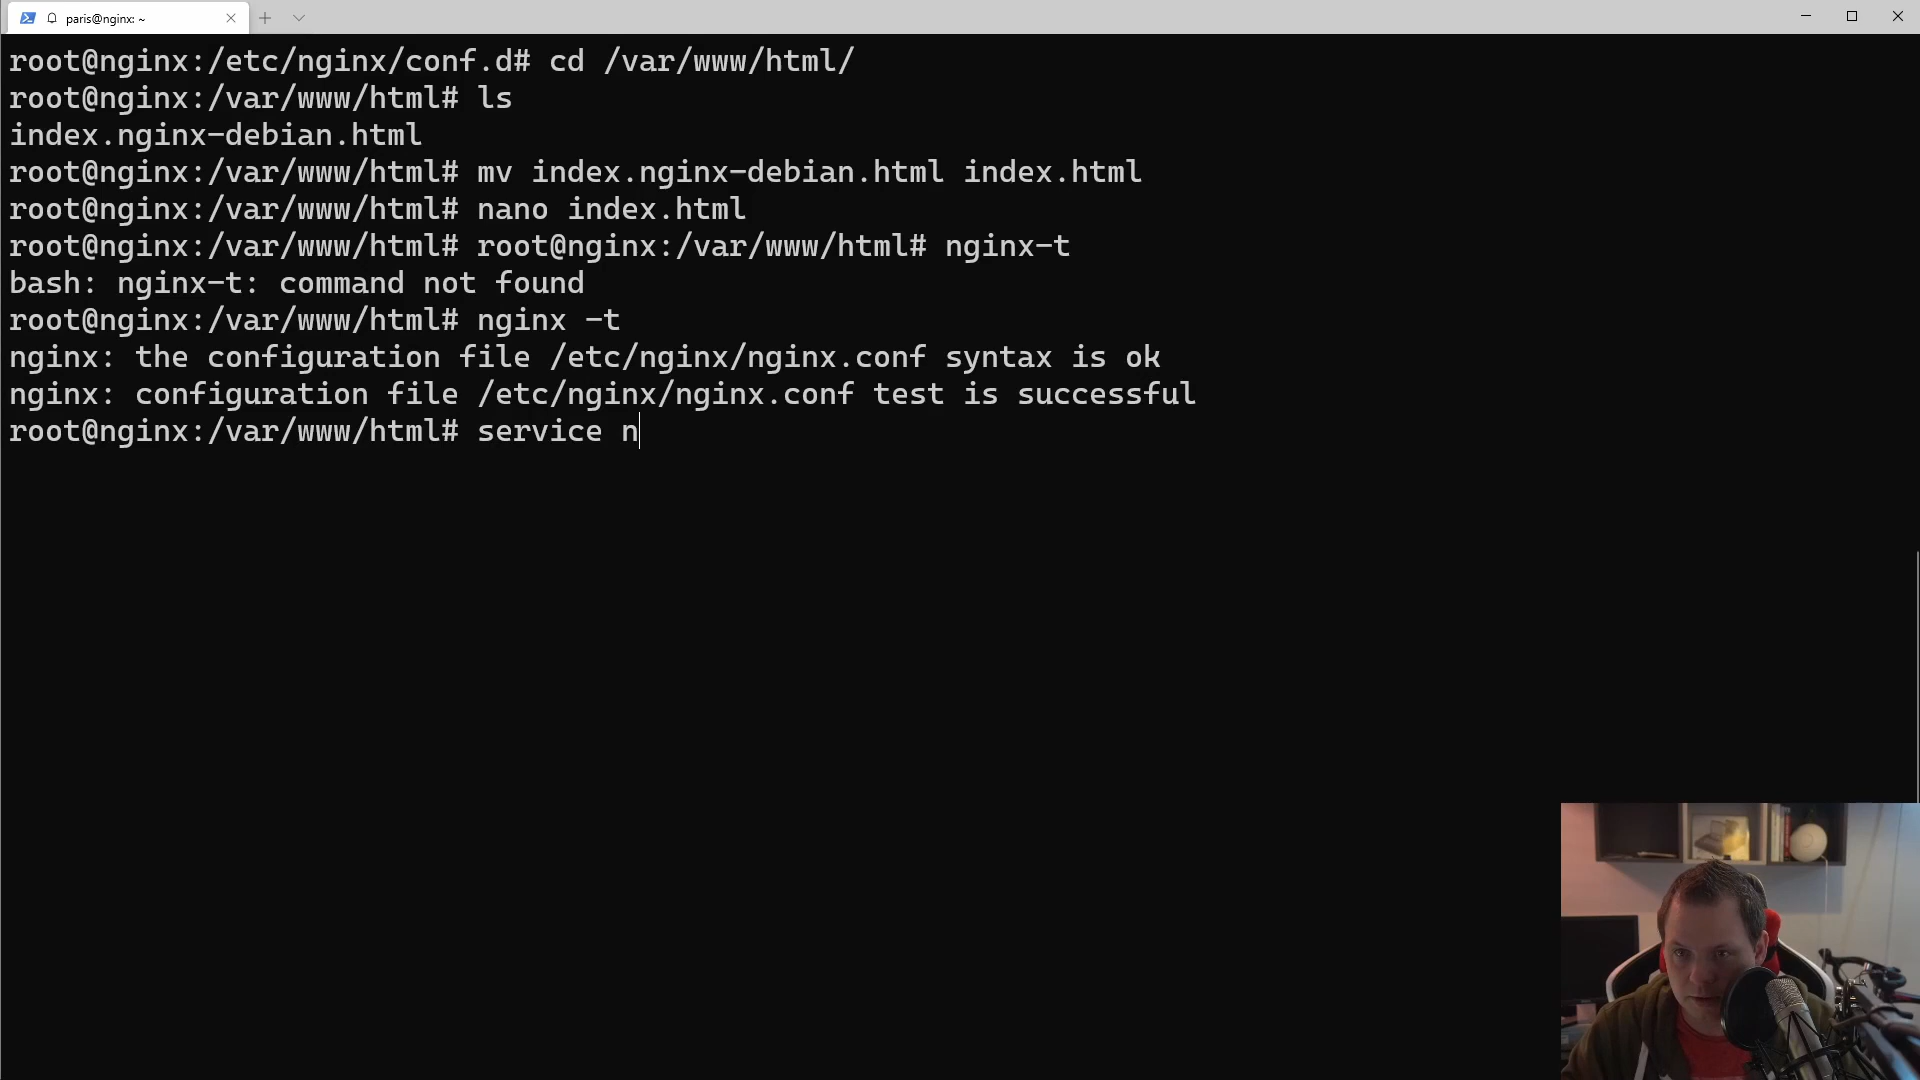 paris@nginx: ~
root@nginx:/etc/nginx/conf.d# cd /var/www/html/
root@nginx:/var/www/html# ls
index.nginx-debian.html
root@nginx:/var/www/html# mv index.nginx-debian.html index.html
root@nginx:/var/www/html# nano index.html
root@nginx:/var/www/html# root@nginx:/var/www/html# nginx-t
bash: nginx-t: command not found
root@nginx:/var/www/html# nginx -t
nginx: the configuration file /etc/nginx/nginx.conf syntax is ok
nginx: configuration file /etc/nginx/nginx.conf test is successful
root@nginx:/var/www/html# service n